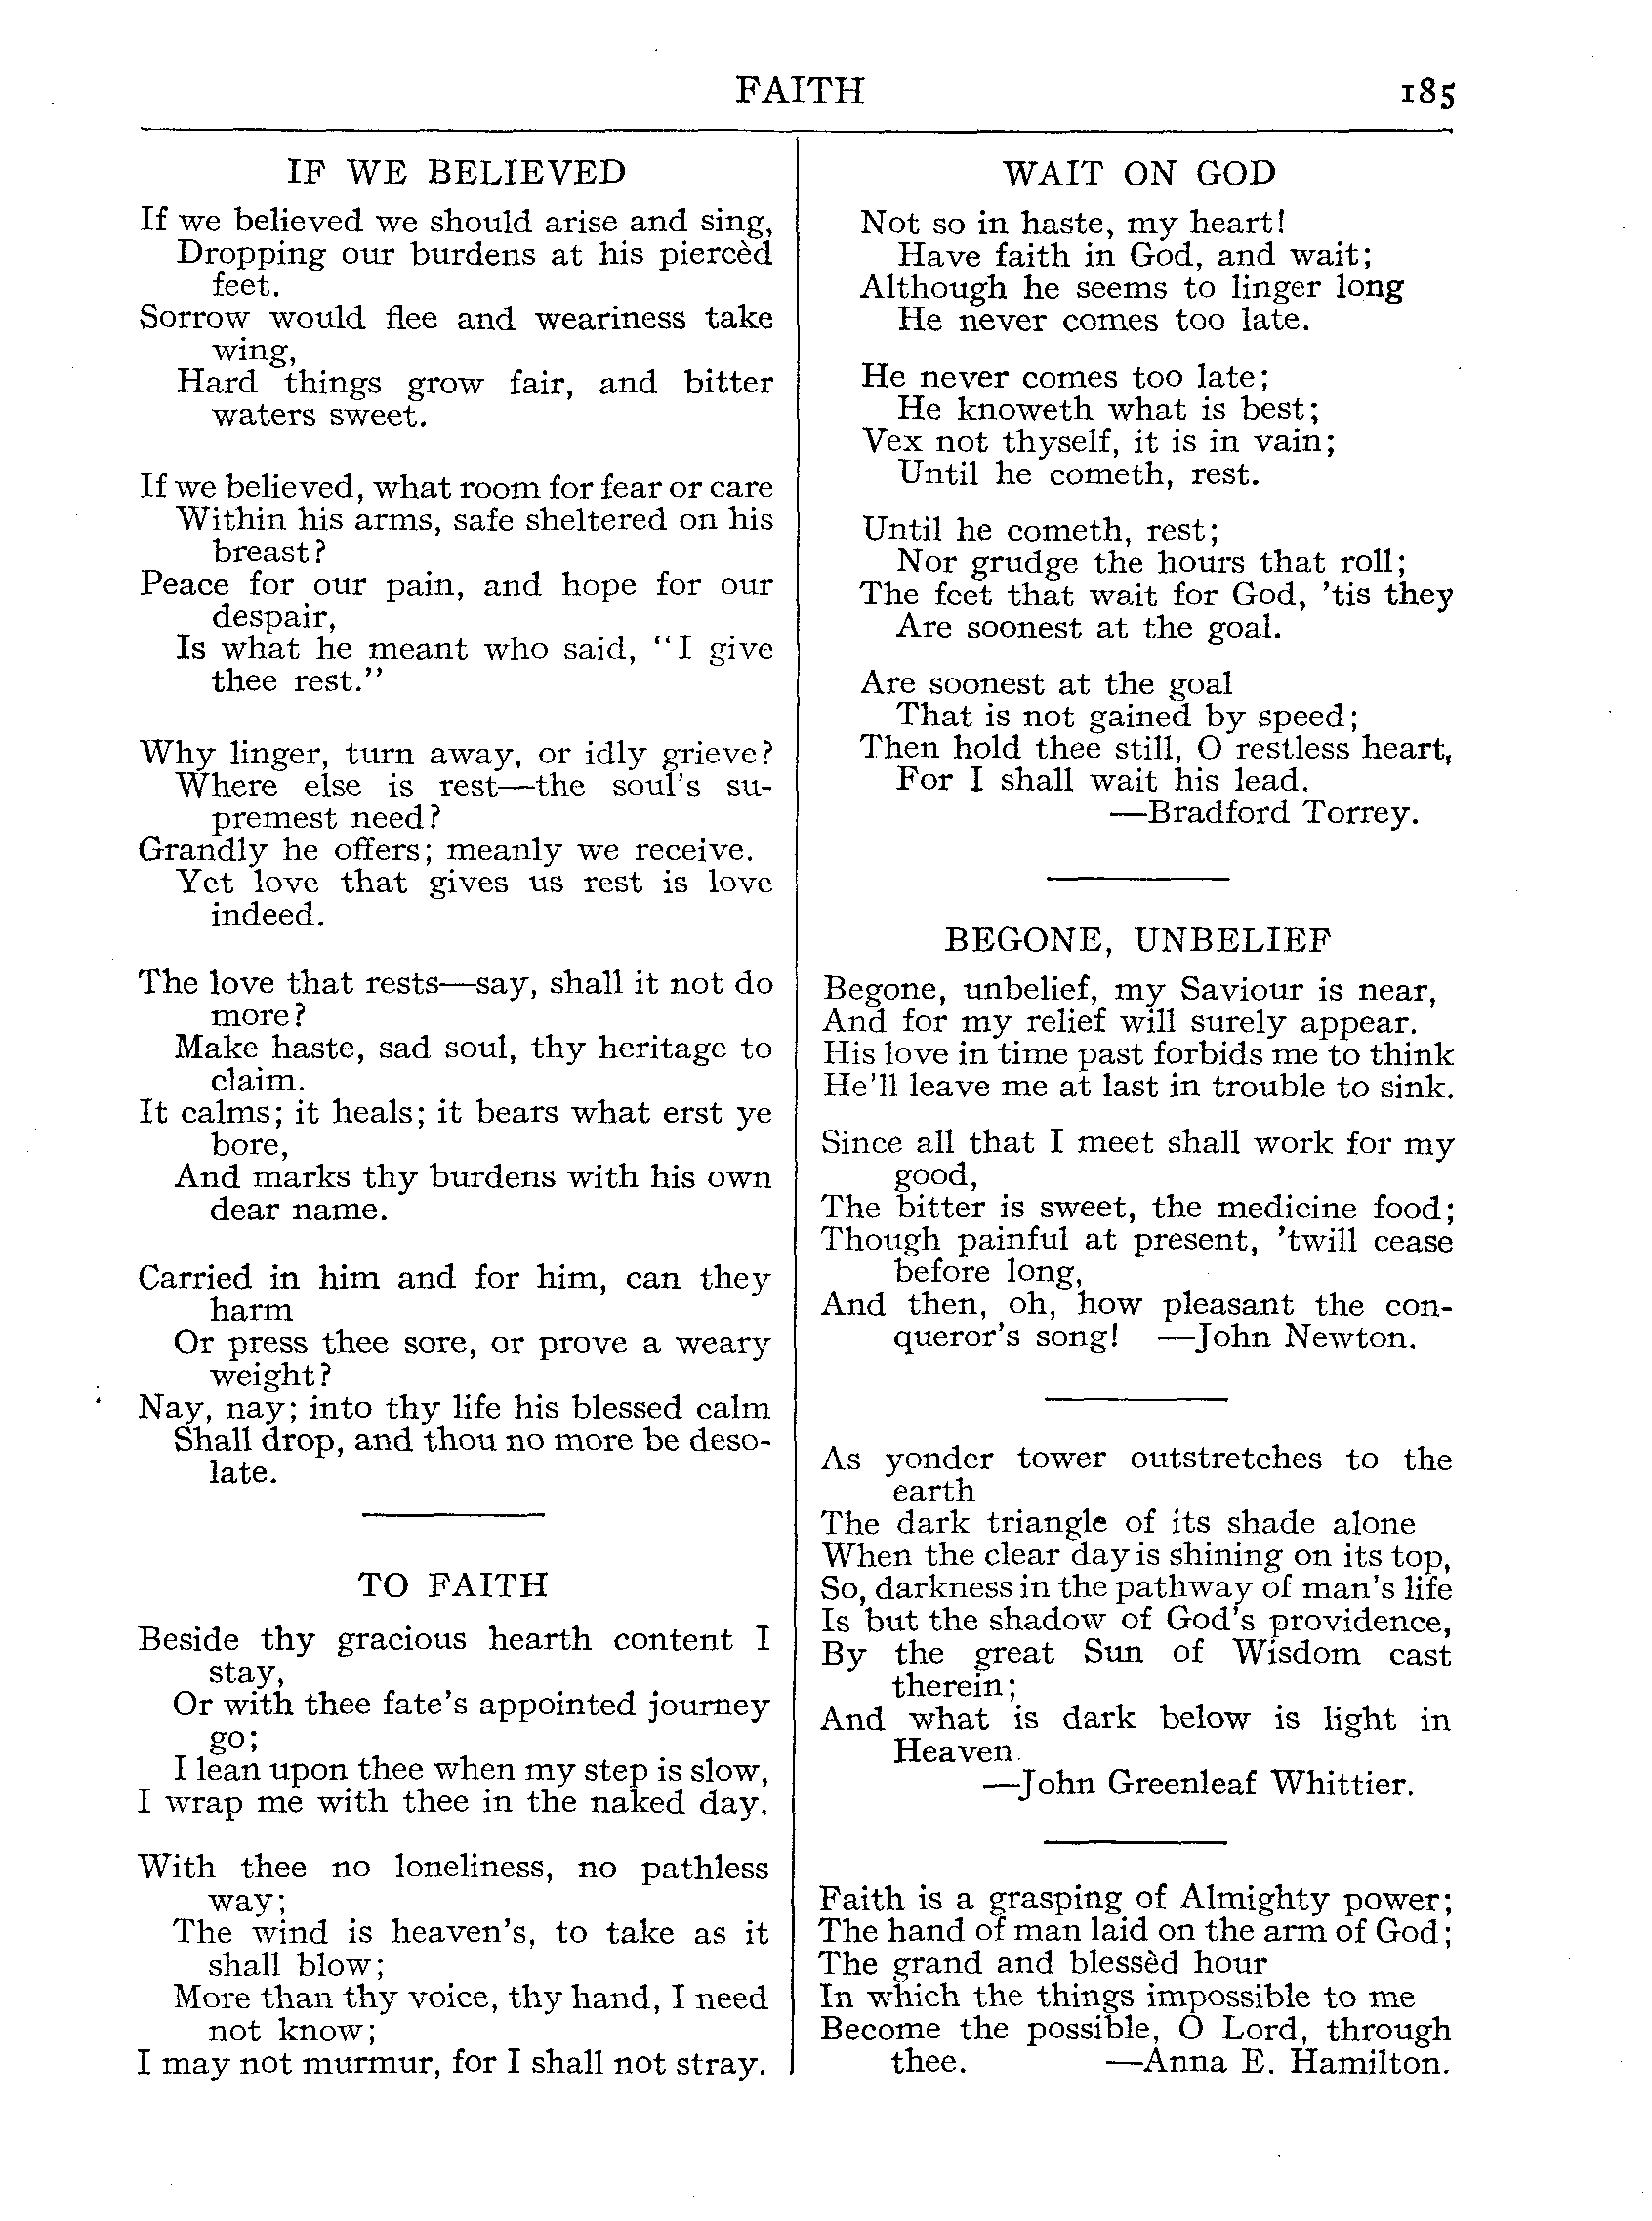 FAITH 185
IF WE BELIEVED
If we believed we should arise and sing,
Dropping our burdens at his piercèd
feet.
Sorrow would flee and weariness take
wing,
Hard things grow fair, and bitter
waters sweet.
If we believed, what room for fear or care
Within his arms, safe sheltered on his
breast?
Peace for our pain, and hope for our
despair,
Is what he meant who said, "I give
thee rest."
Why linger, turn away, or idly grieve?
Where else is rest—the soul's su-
premest need?
Grandly he offers; meanly we receive.
Yet love that gives us rest is love
indeed.
The love that rests—say, shall it not do
more?
Make haste, sad soul, thy heritage to
claim.
It calms; it heals; it bears what erst ye
bore,
And marks thy burdens with his own
dear name.
Carried in him and for him, can they
harm
Or press thee sore, or prove a weary
weight?
Nay, nay; into thy life his blessed calm
Shall drop, and thou no more be deso-
late.
TO FAITH
Beside thy gracious hearth content I
stay,
Or with thee fate's appointed journey
go;
I lean upon thee when my step is slow,
I wrap me with thee in the naked day.
With thee no loneliness, no pathless
way;
The wind is heaven's, to take as it
shall blow;
More than thy voice, thy hand, I need
not know;
I may not murmur, for I shall not stray.
WAIT ON GOD
Not so in haste, my heart!
Have faith in God, and wait;
Although he seems to linger long
He never comes too late.
He never comes too late;
He knoweth what is best;
Vex not thyself, it is in vain;
Until he cometh, rest.
Until he cometh, rest;
Nor grudge the hours that roll;
The feet that wait for God, 'tis they
Are soonest at the goal.
Are soonest at the goal
That is not gained by speed;
Then hold thee still, O restless heart,
For I shall wait his lead.
—Bradford Torrey.
BEGONE, UNBELIEF
Begone, unbelief, my Saviour is near,
And for my relief will surely appear.
His love in time past forbids me to think
He'll leave me at last in trouble to sink.
Since all that I meet shall work for my
good,
The bitter is sweet, the medicine food;
Though painful at present, 'twill cease
before long,
And then, oh, how pleasant the con-
queror's song! —John Newton.
As yonder tower outstretches to the
earth
The dark triangle of its shade alone
When the clear day is shining on its top,
So, darkness in the pathway of man's life
Is but the shadow of God's providence,
By the great Sun of Wisdom cast
therein;
And what is dark below is light in
Heaven.
—John Greenleaf Whittier.
Faith is a grasping of Almighty power;
The hand of man laid on the arm of God;
The grand and blessèd hour
In which the things impossible to me
Become the possible, O Lord, through
thee. —Anna E. Hamilton.